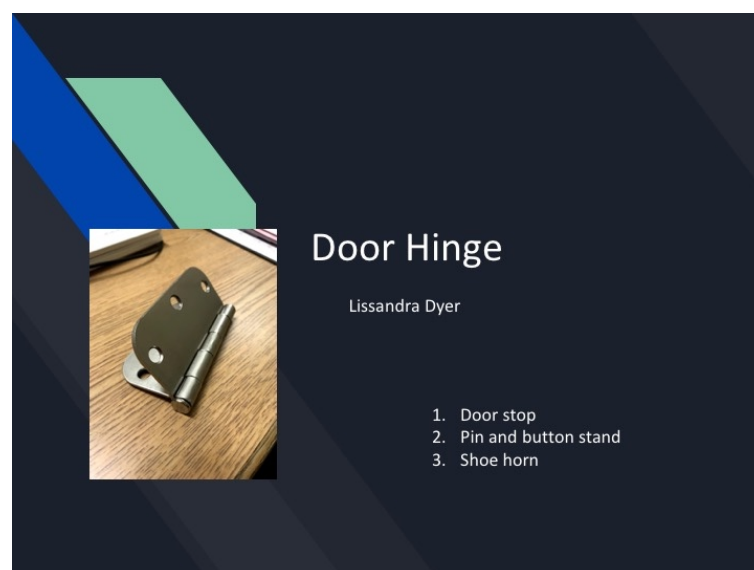 Door Hinge
Lissandra Dyer
1. Door stop
2. Pin and button stand
3. Shoe horn